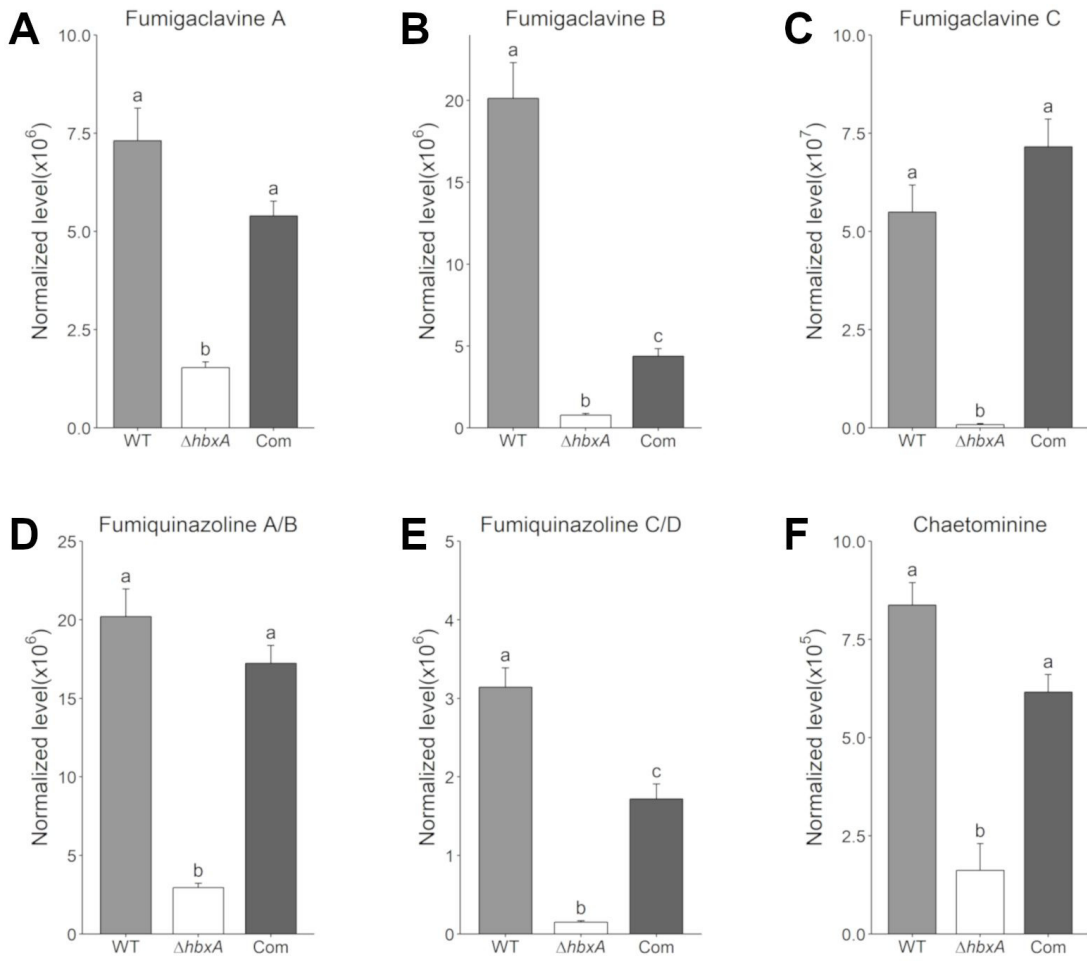 A
Fumigaclavine A
Normalized level(x10⁶)
10.0
7.5
5.0
2.5
0.0
a
b
a
WT
ΔhbxA
Com
B
Fumigaclavine B
Normalized level(x10⁶)
20
15
10
5
0
a
b
c
WT
ΔhbxA
Com
C
Fumigaclavine C
Normalized level(x10⁷)
10.0
7.5
5.0
2.5
0.0
a
b
a
WT
ΔhbxA
Com
D
Fumiquinazoline A/B
Normalized level(x10⁶)
25
20
15
10
5
0
a
b
a
WT
ΔhbxA
Com
E
Fumiquinazoline C/D
Normalized level(x10⁶)
5
4
3
2
1
0
a
b
c
WT
ΔhbxA
Com
F
Chaetominine
Normalized level(x10⁵)
10.0
7.5
5.0
2.5
0.0
a
b
a
WT
ΔhbxA
Com